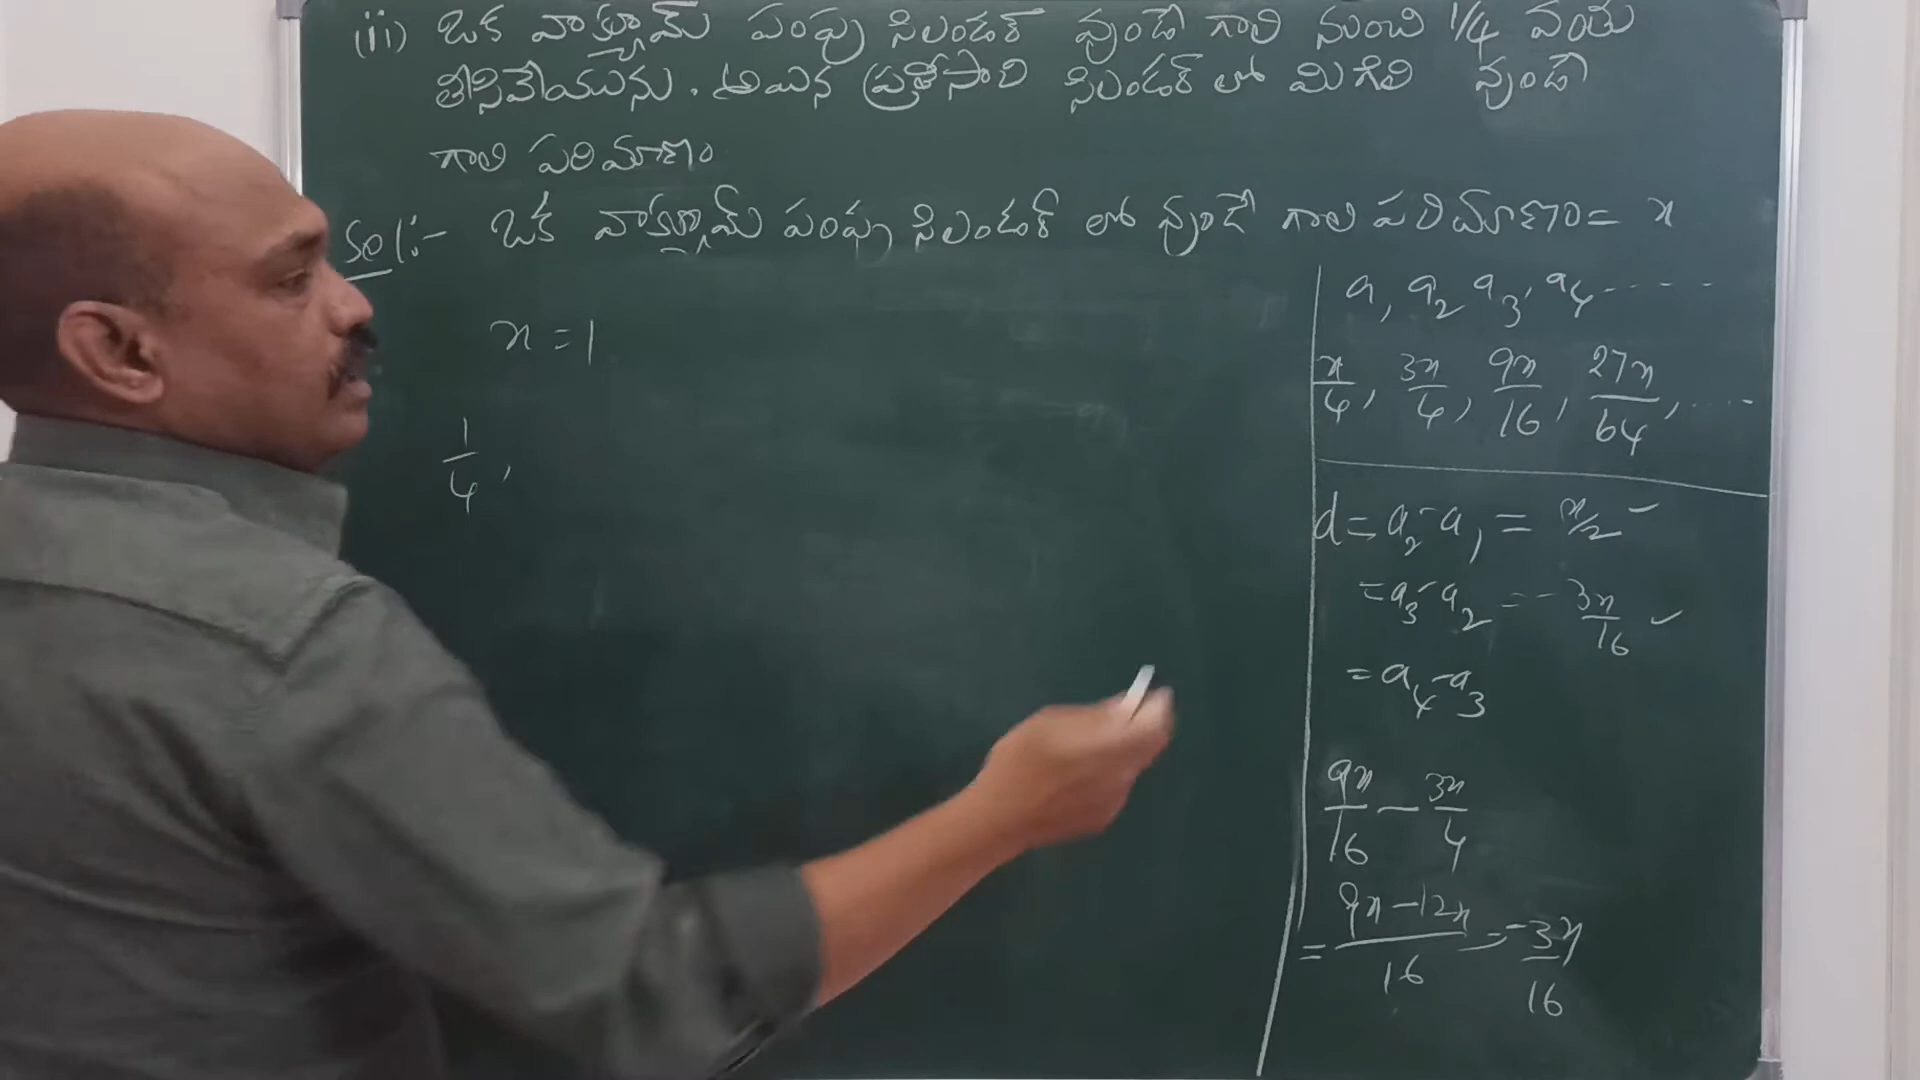 (ii) ఒక వాక్యూమ్ పంపు సిలండర్ వుండే గాలి నుంచి 1/4 వంతు
తీసివేయును. అయిన ప్రతీసారి సిలండర్ లో మిగిలి వుండే
గాలి పరిమాణం
Sol:- ఒక వాక్యూమ్ పంపు సిలండర్ లో వుండే గాలి పరిమాణం = x
x = 1
1/4,
a, a2 a3, a4 .....
x/4, 3x/4, 9x/16, 27x/64, ....
d = a2 - a1 = x/2
= a3 - a2 = - 3x/16 ✓
= a4 - a3
9x/16 - 3x/4
= 9x - 12x/16 = -3x/16